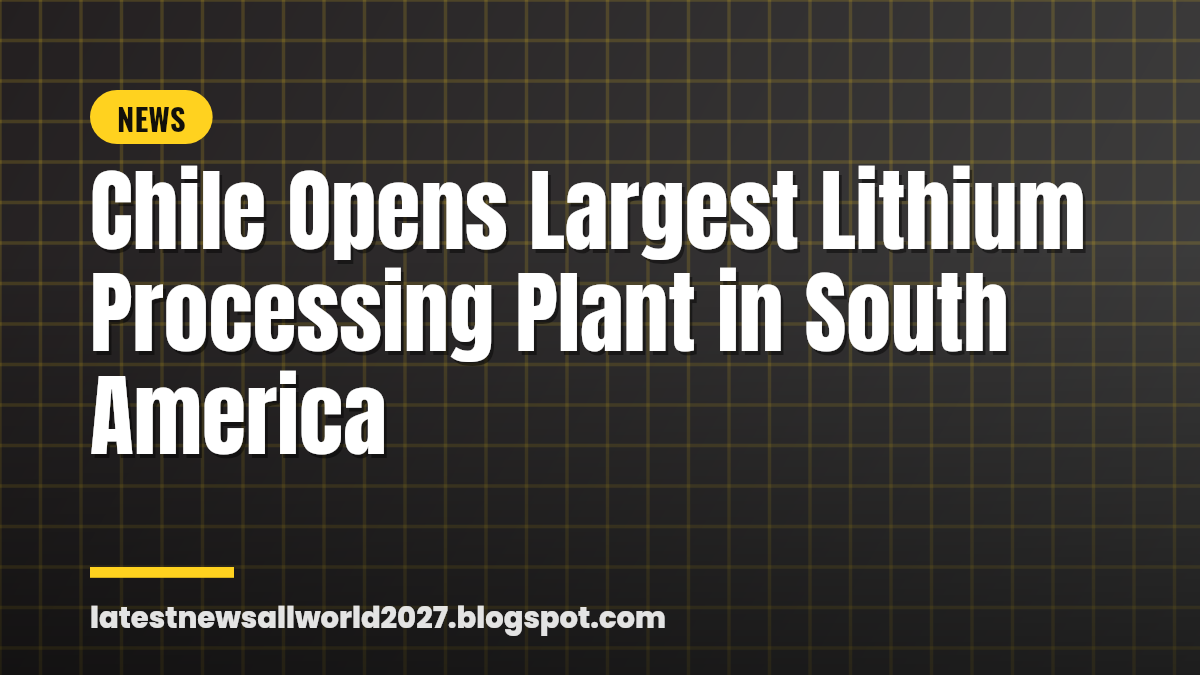 NEWS
Chile Opens Largest Lithium
Processing Plant in South
America
latestnewsallworld2027.blogspot.com